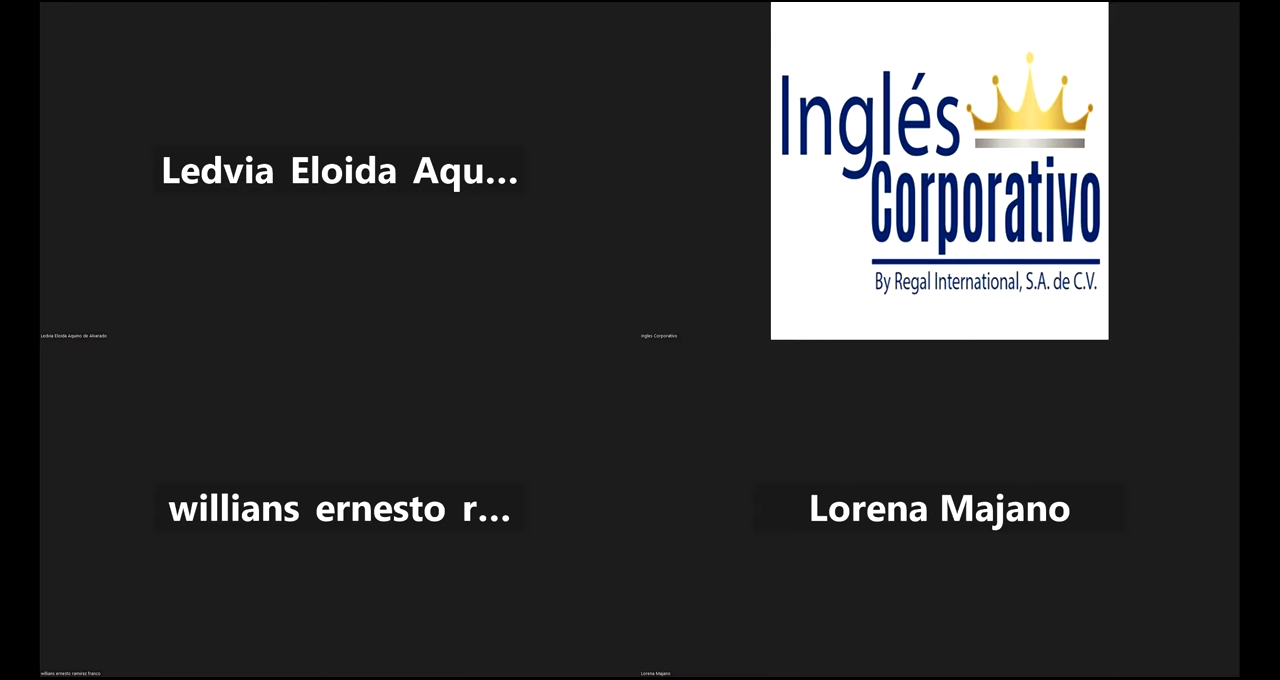 Ledvia Eloida Aqu...
Inglés
Corporativo
By Regal International, S.A. de C.V.
Ledvia Eloida Aquino de Alvarado
Ingles Corporativo
willians ernesto r...
Lorena Majano
willians ernesto ramirez franco
Lorena Majano